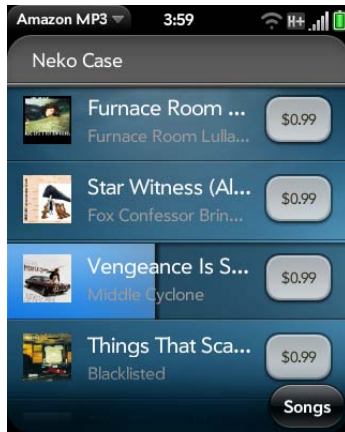 Amazon MP3 3:59 H+
Neko Case
Furnace Room ...
Furnace Room Lulla...
$0.99
Star Witness (Al...
Fox Confessor Brin...
$0.99
Vengeance Is S...
Middle Cyclone
$0.99
Things That Sca...
Blacklisted
$0.99
Songs